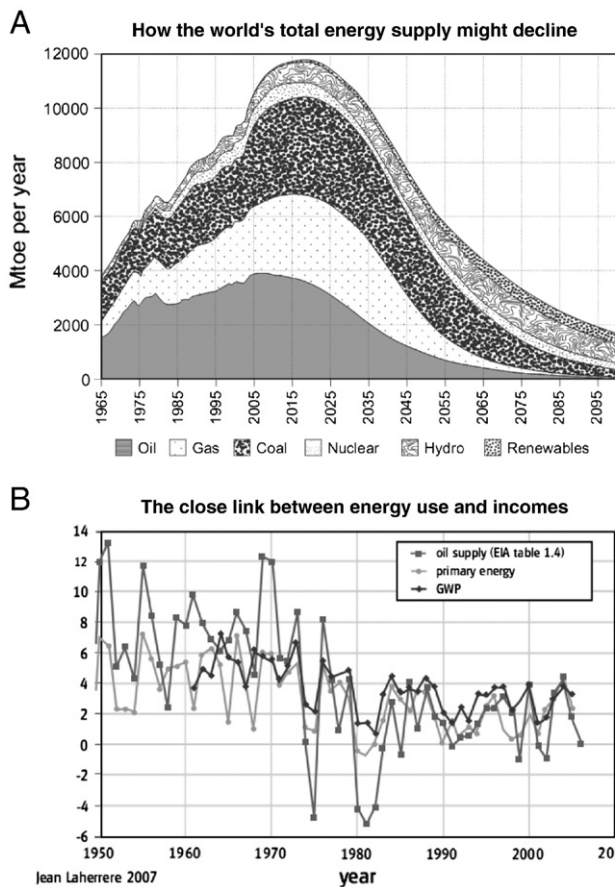 A
How the world's total energy supply might decline
Mtoe per year
12000
10000
8000
6000
4000
2000
0
1965
1975
1985
1995
2005
2015
2025
2035
2045
2055
2065
2075
2085
2095
Oil Gas Coal Nuclear Hydro Renewables
B
The close link between energy use and incomes
14
12
10
8
6
4
2
0
-2
-4
-6
oil supply (EIA table 1.4)
primary energy
GWP
1950 1960 1970 1980 1990 2000 20
Jean Laherrere 2007
year